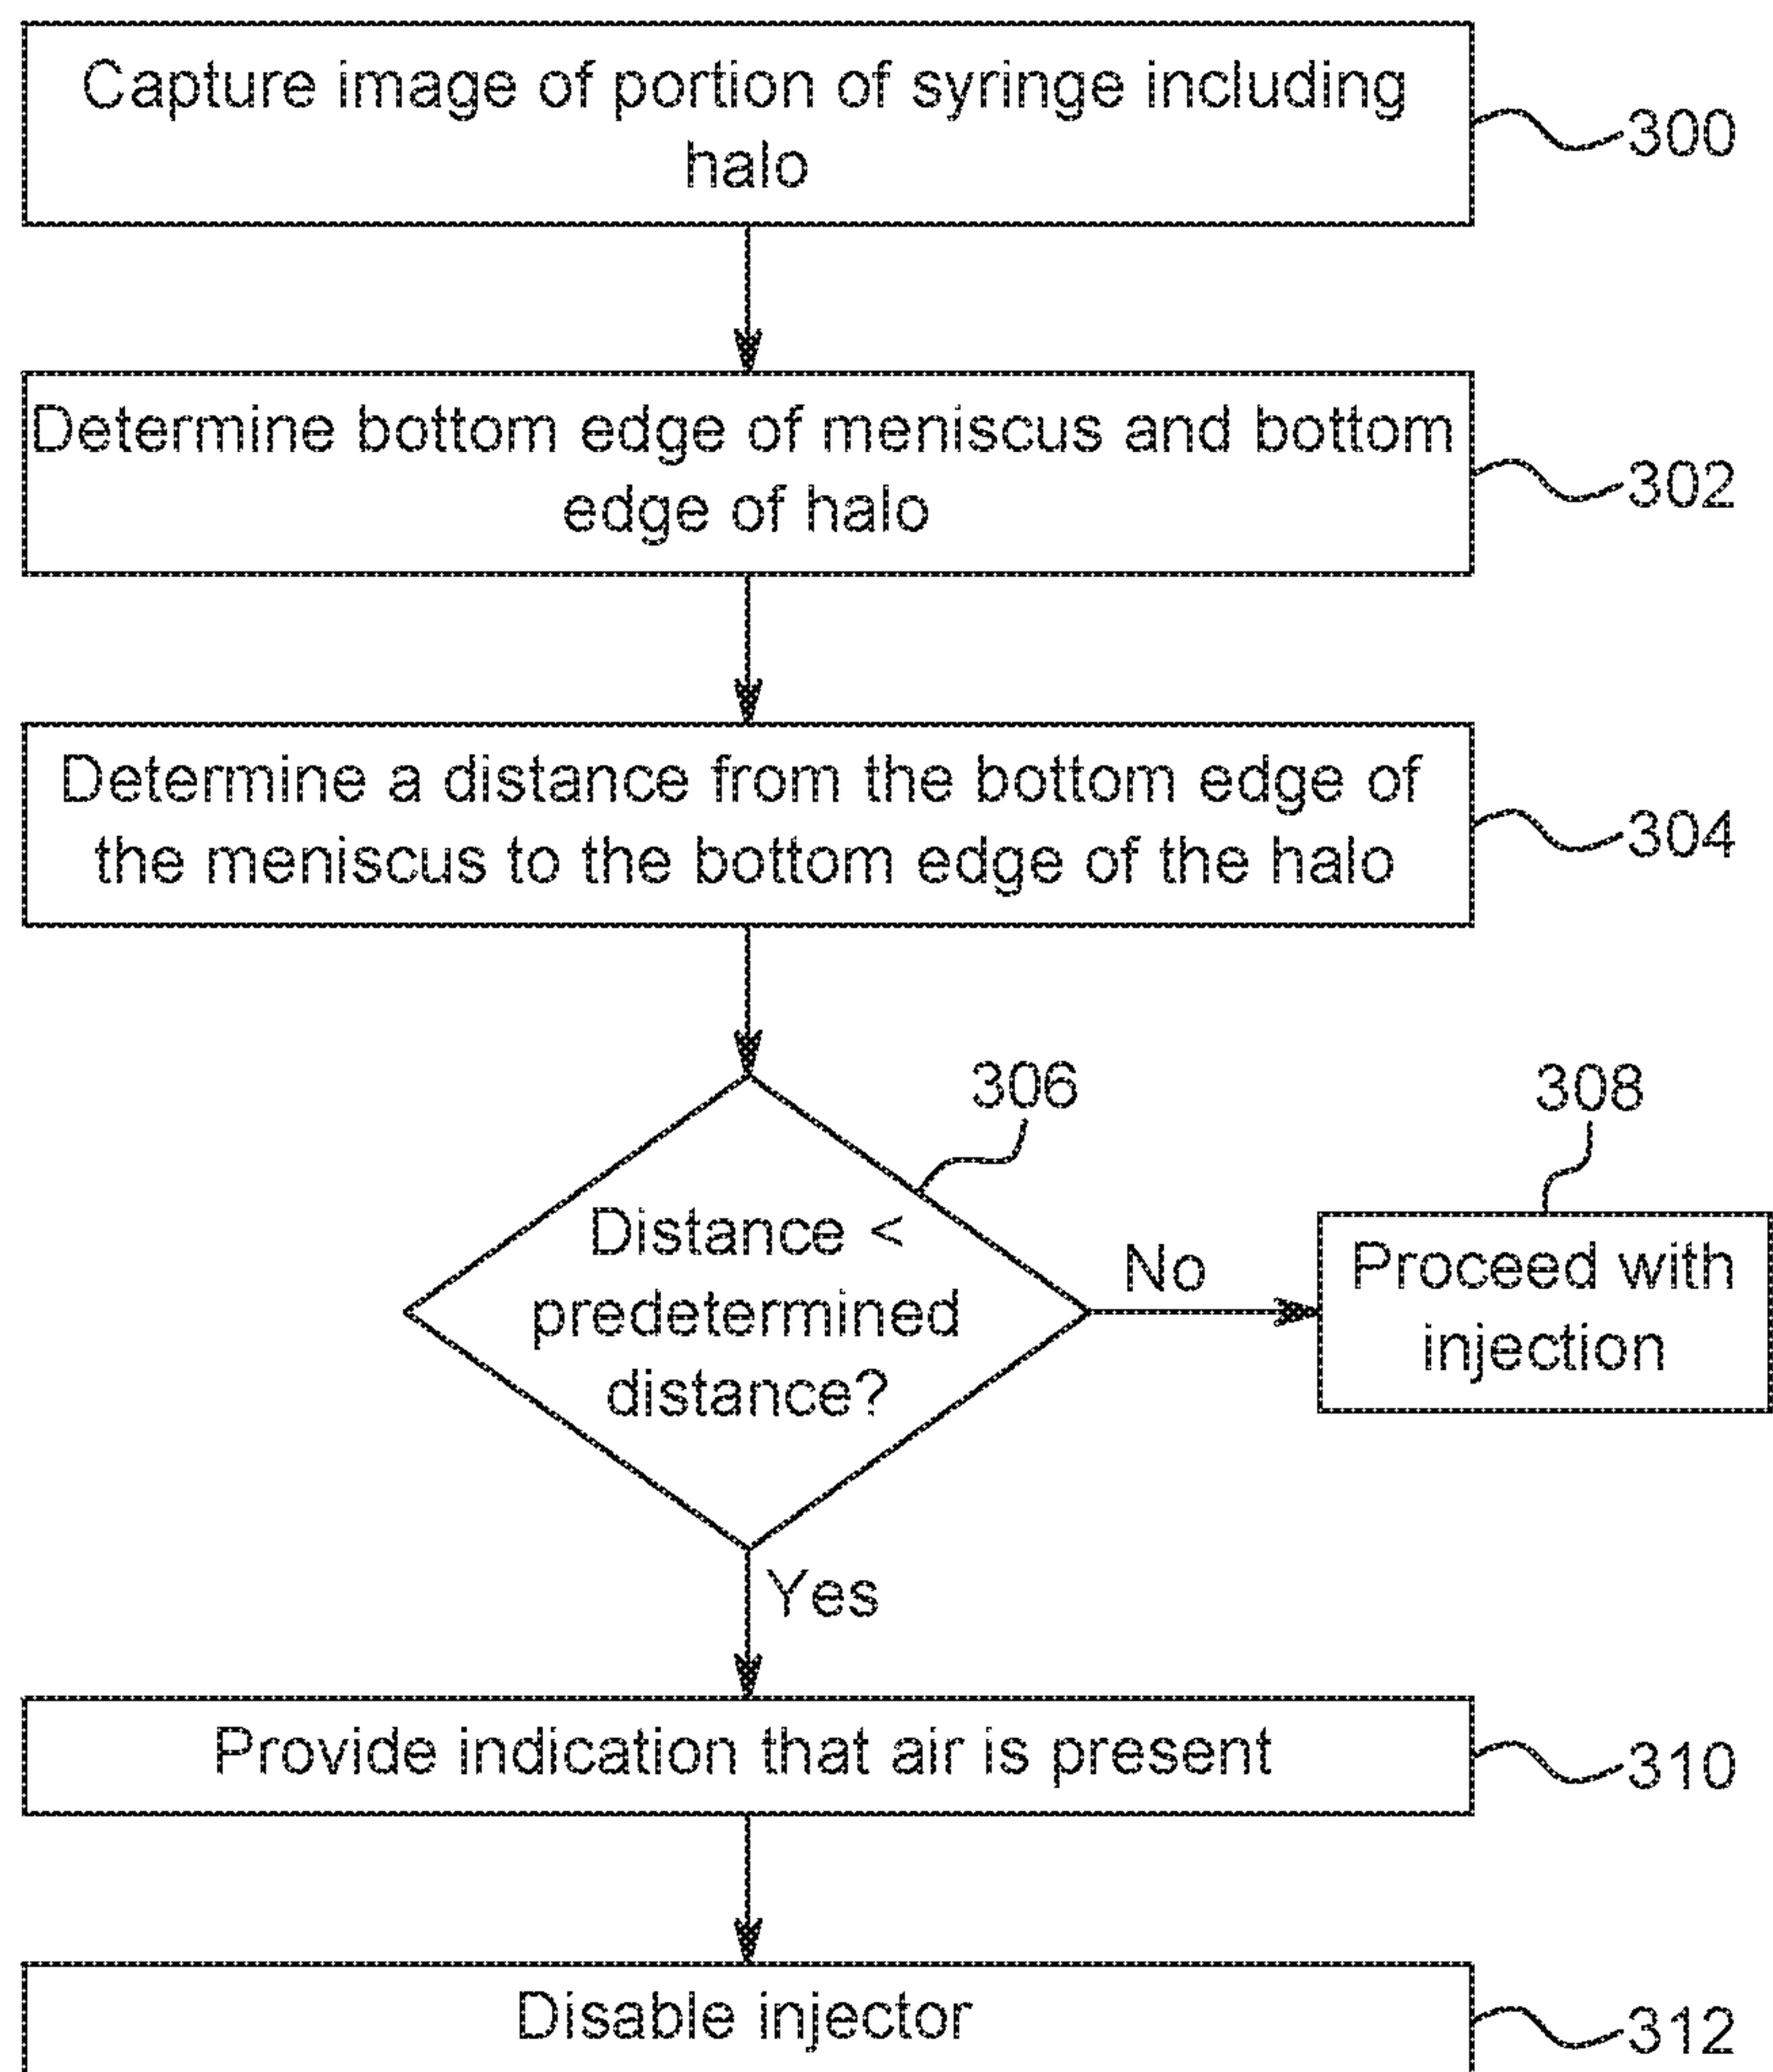 Capture image of portion of syringe including
halo
300
Determine bottom edge of meniscus and bottom
edge of halo
302
Determine a distance from the bottom edge of
the meniscus to the bottom edge of the halo
304
306
308
Distance <
predetermined
distance?
No
Proceed with
injection
Yes
Provide indication that air is present
310
Disable injector
312